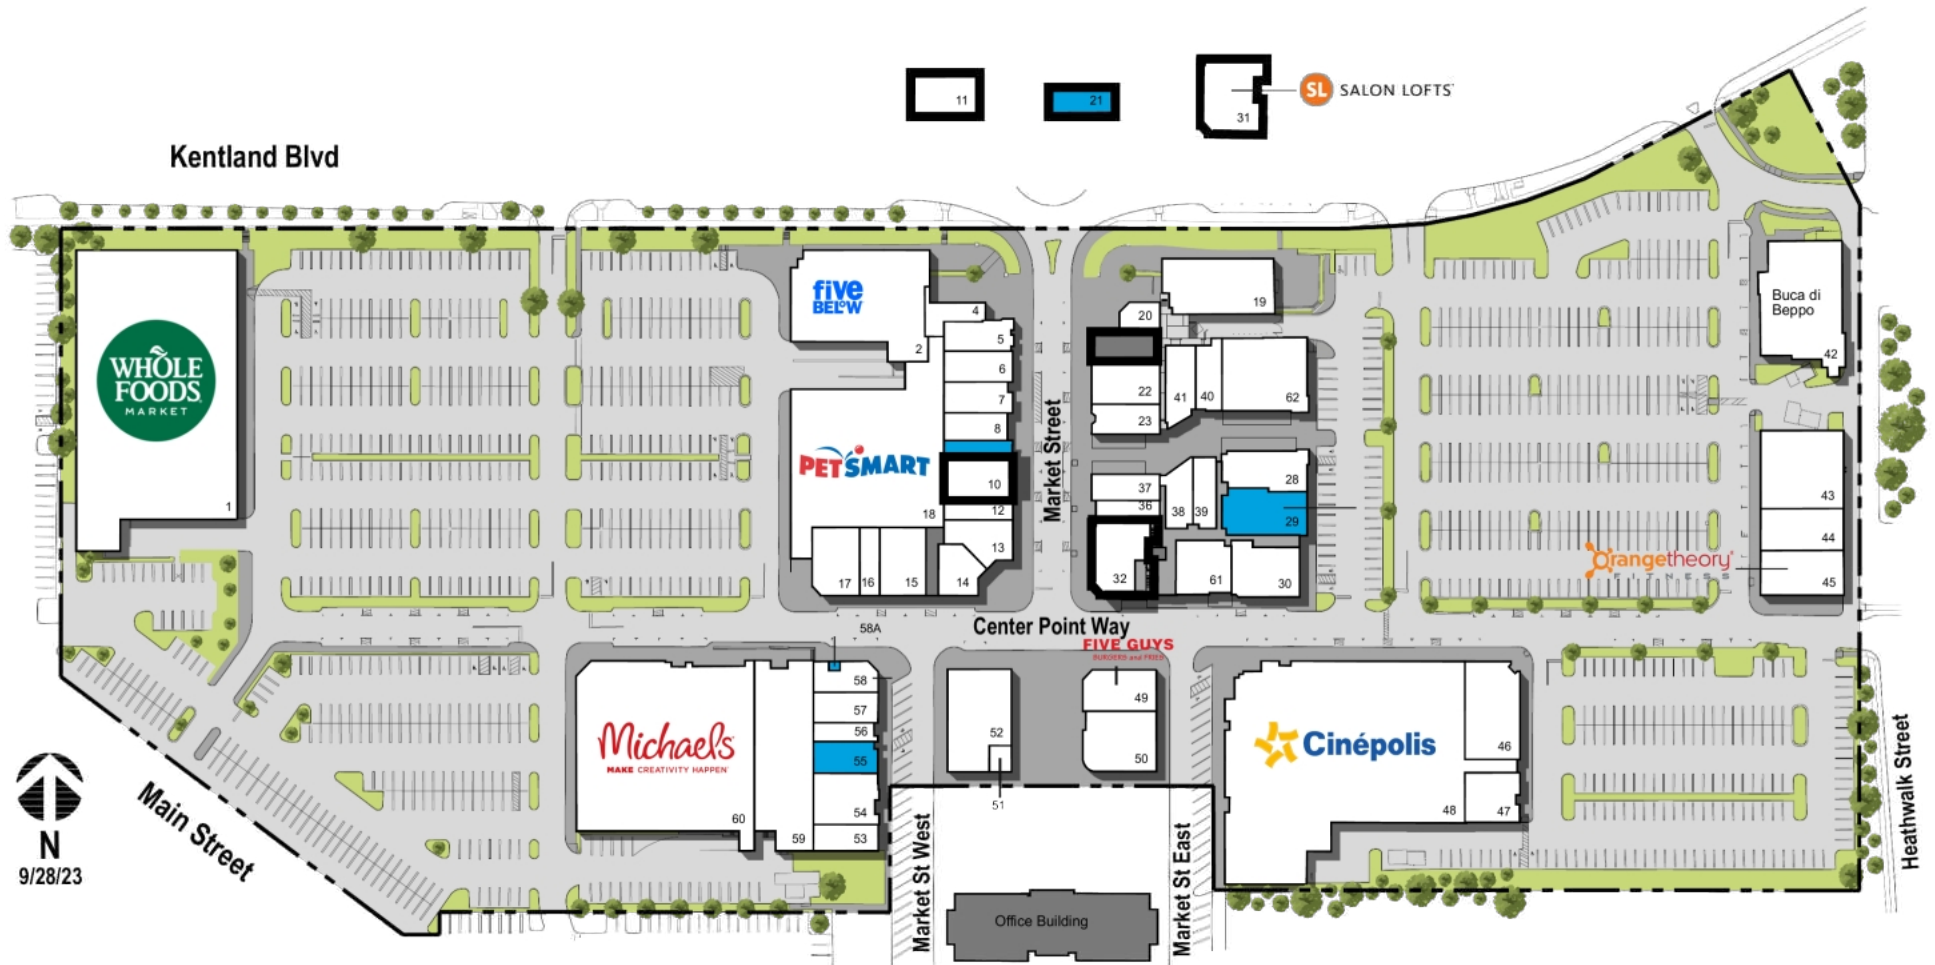 11
21
31
SL SALON LOFTS
Kentland Blvd
five
BELOW
2
4
5
6
7
8
10
12
13
14
15
16
17
18
PETSMART
WHOLE
FOODS
MARKET
1
Market Street
19
20
22
23
41
40
62
37
36
38
39
28
29
32
61
30
Buca di
Beppo
42
43
44
45
Orangetheory
FITNESS
Center Point Way
58A
FIVE GUYS
BURGERS and FRIES
Michaels
MAKE CREATIVITY HAPPEN
60
59
58
57
56
55
54
53
52
51
49
50
Cinépolis
48
46
47
Main Street
Market St West
Market St East
Heathwalk Street
Office Building
N
9/28/23